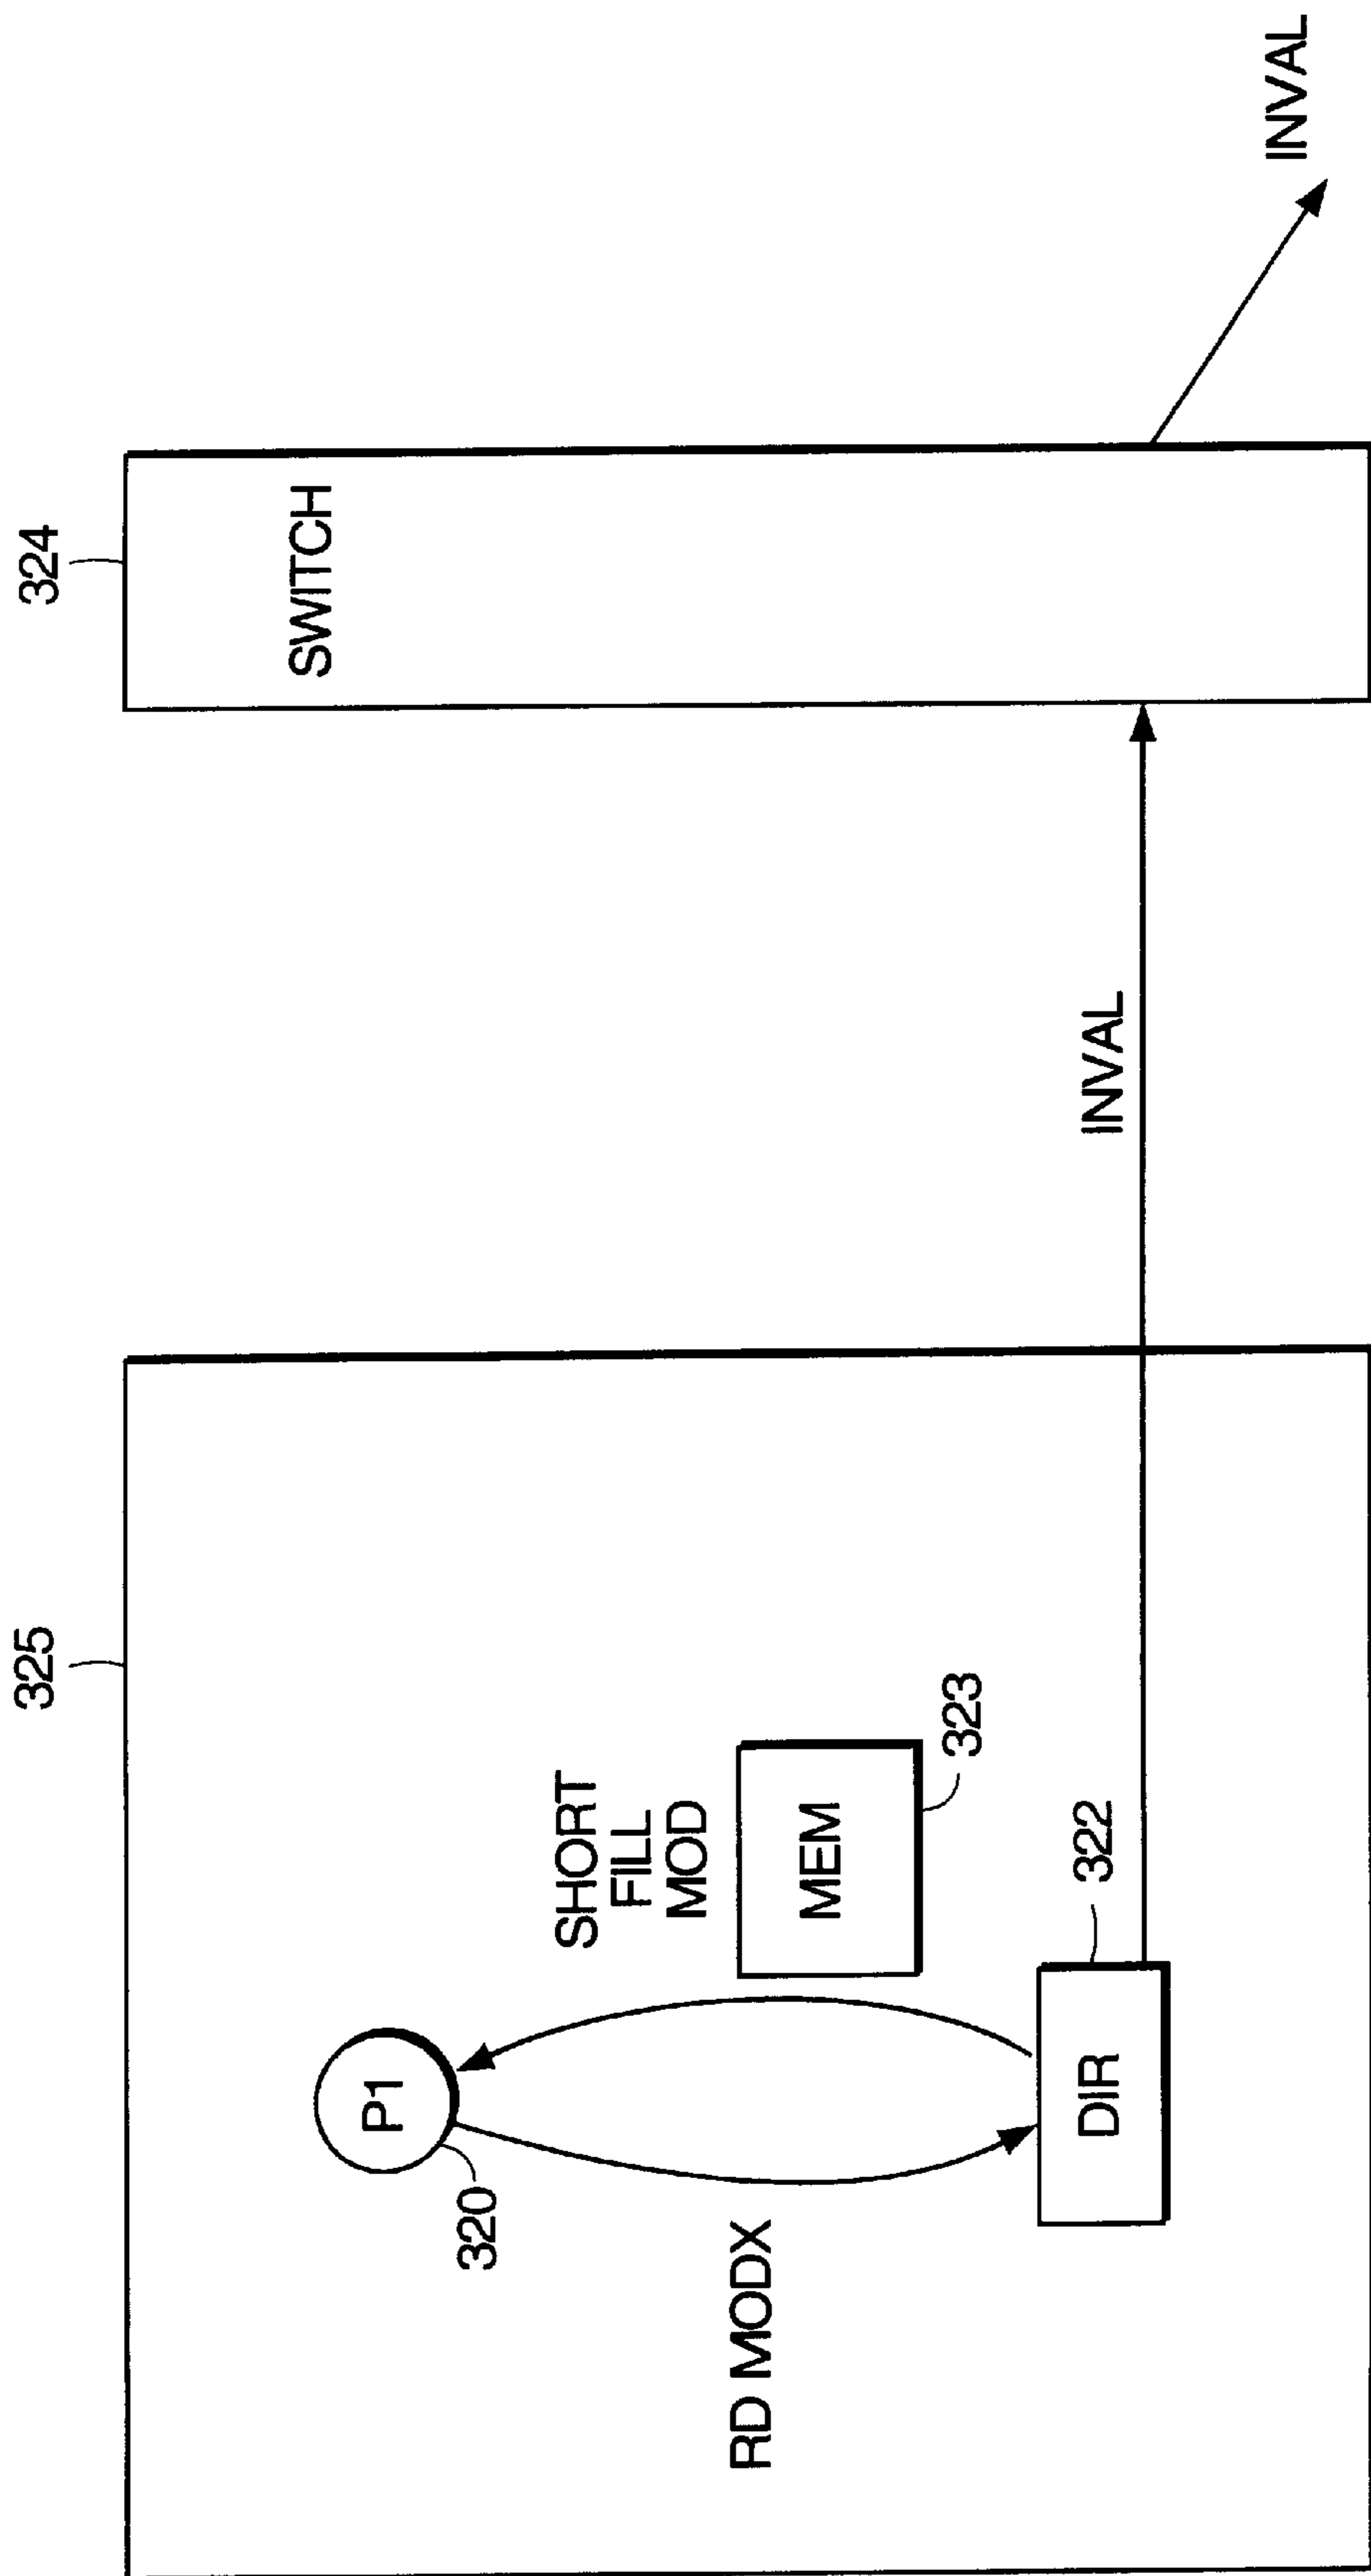 325
324
P1
320
SWITCH
SHORT
FILL
MOD
RD MODX
MEM
323
DIR
322
INVAL
INVAL